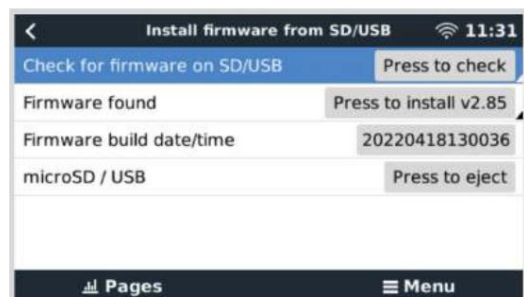 Install firmware from SD/USB 11:31
Check for firmware on SD/USB Press to check
Firmware found Press to install v2.85
Firmware build date/time 20220418130036
microSD / USB Press to eject
Pages Menu